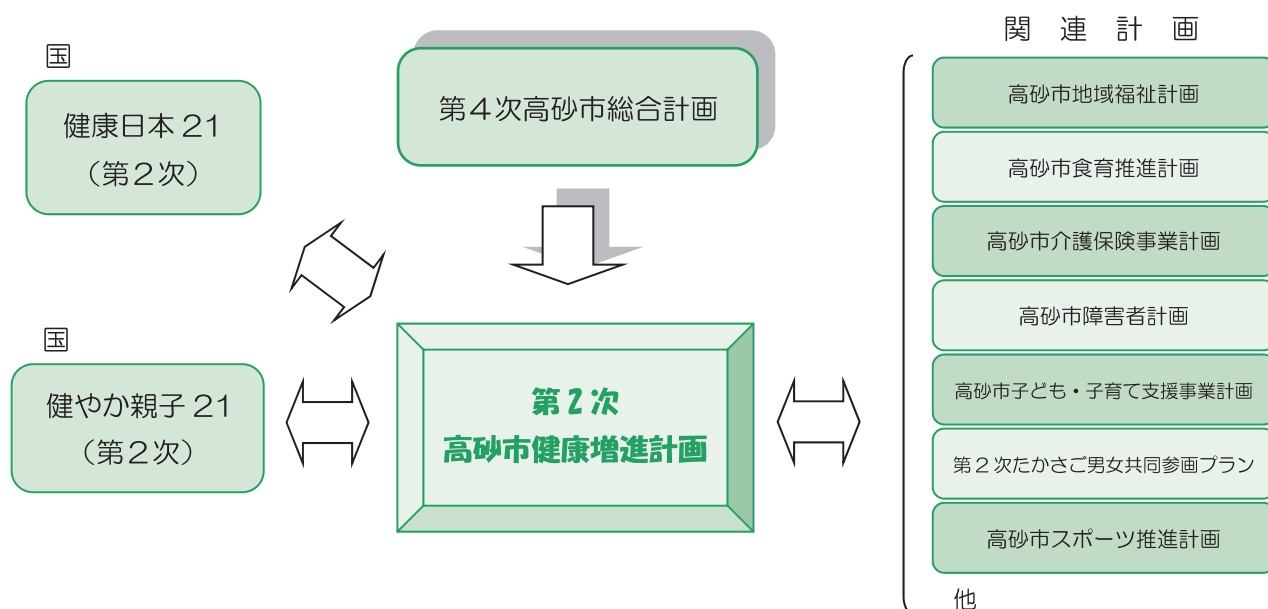 国
健康日本 21
（第２次）
第４次高砂市総合計画
国
健やか親子 21
（第２次）
第２次
高砂市健康増進計画
関連計画
高砂市地域福祉計画
高砂市食育推進計画
高砂市介護保険事業計画
高砂市障害者計画
高砂市子ども・子育て支援事業計画
第２次たかさご男女共同参画プラン
高砂市スポーツ推進計画
他